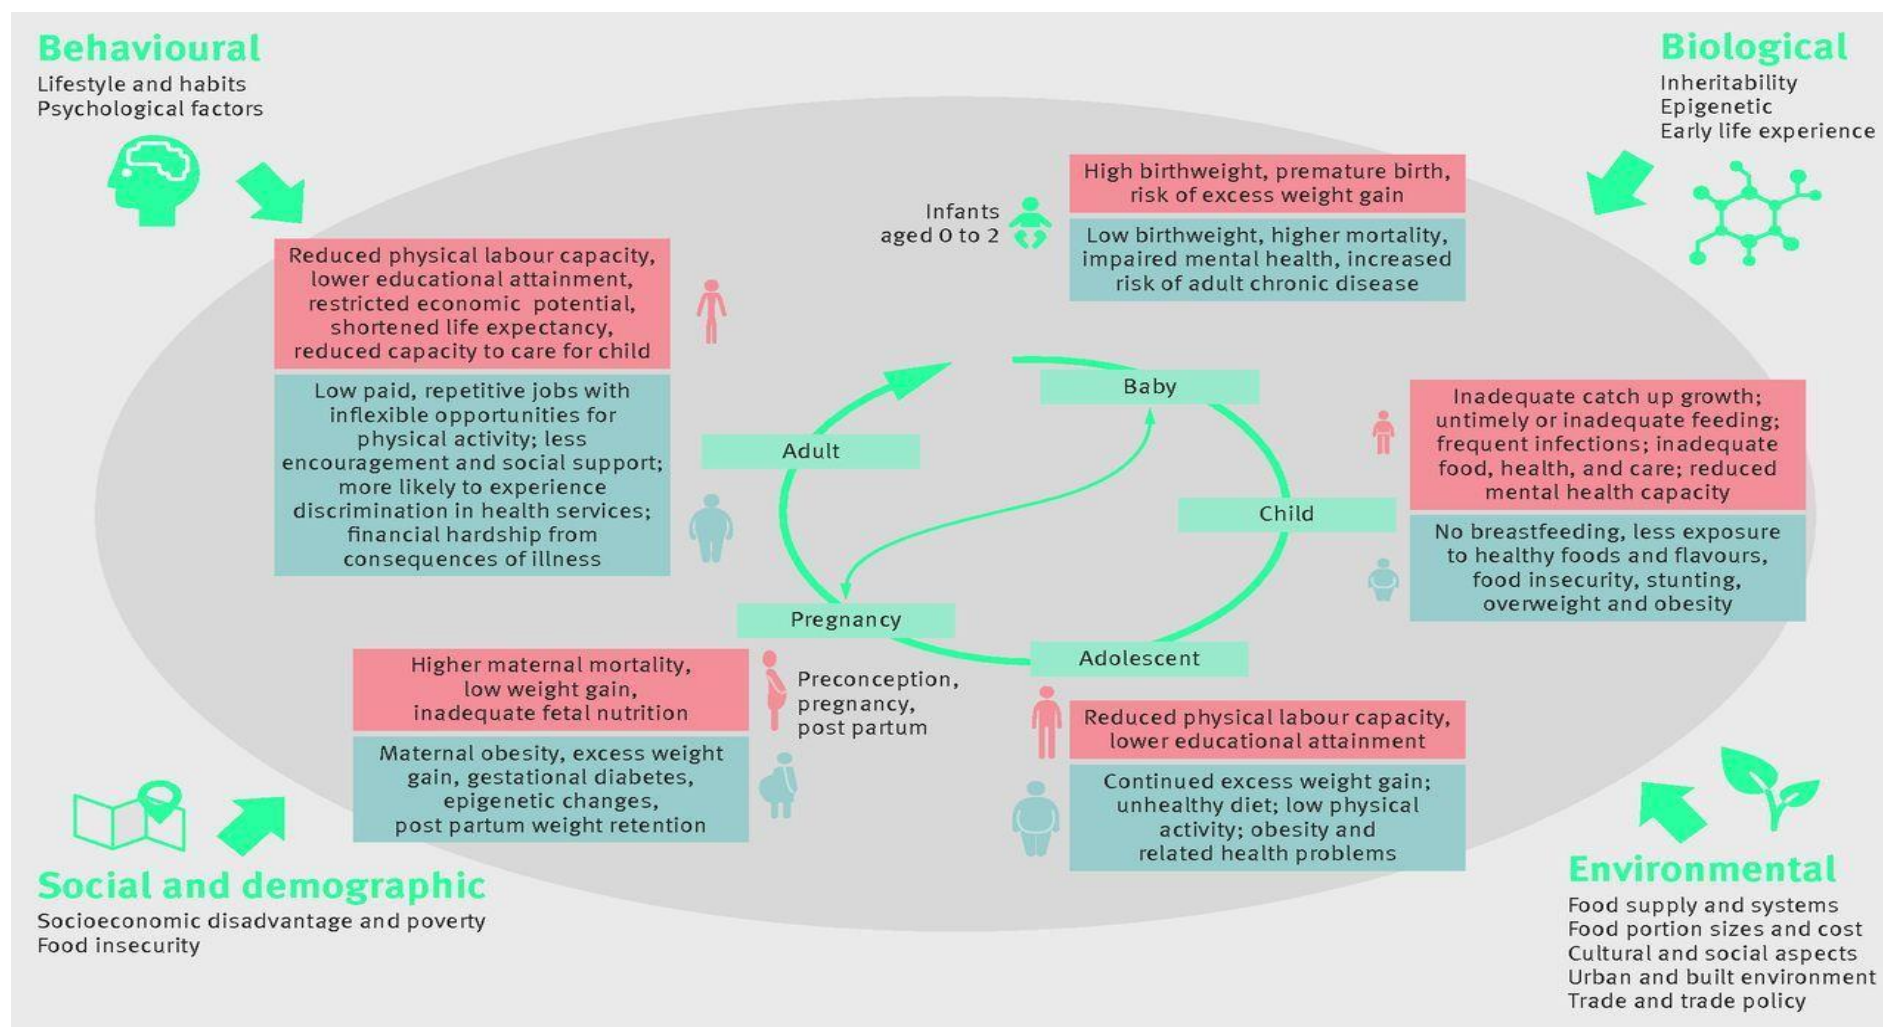 Behavioural
Lifestyle and habits
Psychological factors
Biological
Inheritability
Epigenetic
Early life experience
Infants
aged 0 to 2
High birthweight, premature birth,
risk of excess weight gain
Low birthweight, higher mortality,
impaired mental health, increased
risk of adult chronic disease
Reduced physical labour capacity,
lower educational attainment,
restricted economic potential,
shortened life expectancy,
reduced capacity to care for child
Low paid, repetitive jobs with
inflexible opportunities for
physical activity; less
encouragement and social support;
more likely to experience
discrimination in health services;
financial hardship from
consequences of illness
Baby
Adult
Child
Pregnancy
Adolescent
Inadequate catch up growth;
untimely or inadequate feeding;
frequent infections; inadequate
food, health, and care; reduced
mental health capacity
No breastfeeding, less exposure
to healthy foods and flavours,
food insecurity, stunting,
overweight and obesity
Higher maternal mortality,
low weight gain,
inadequate fetal nutrition
Preconception,
pregnancy,
post partum
Maternal obesity, excess weight
gain, gestational diabetes,
epigenetic changes,
post partum weight retention
Reduced physical labour capacity,
lower educational attainment
Continued excess weight gain;
unhealthy diet; low physical
activity; obesity and
related health problems
Social and demographic
Socioeconomic disadvantage and poverty
Food insecurity
Environmental
Food supply and systems
Food portion sizes and cost
Cultural and social aspects
Urban and built environment
Trade and trade policy